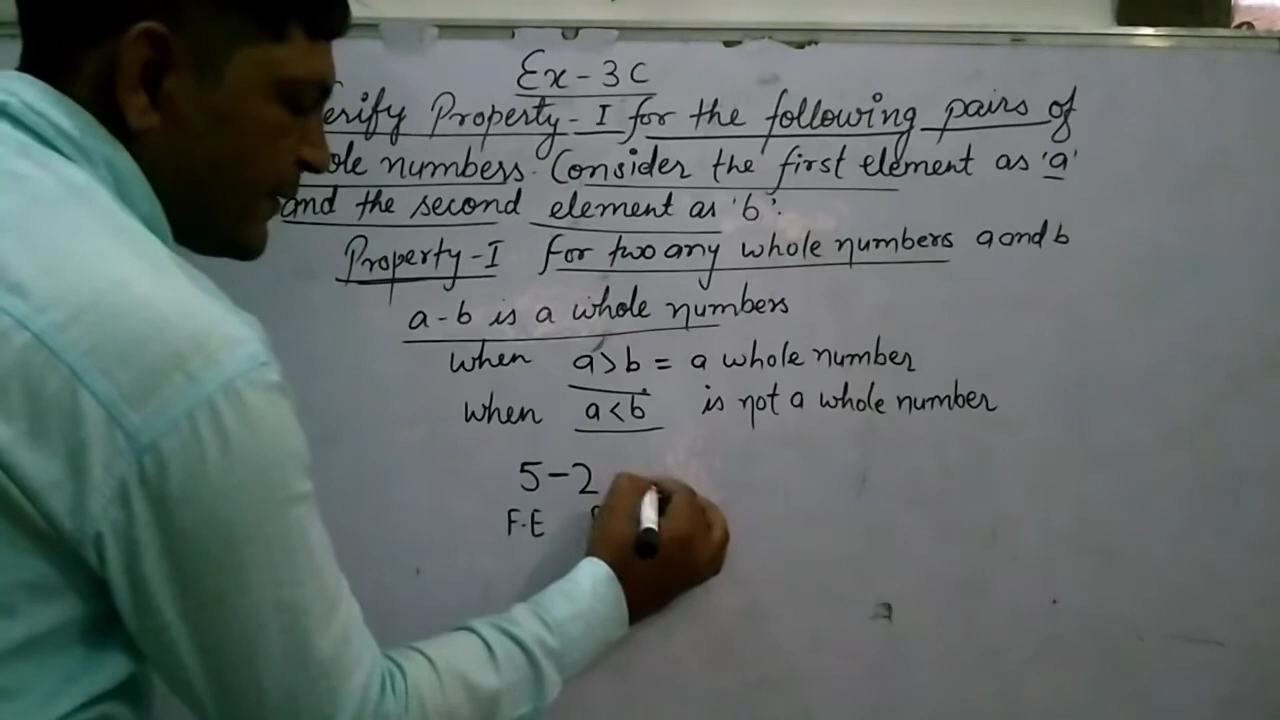 Ex-3C
erify Property-I for the following pairs of
ole numbers. Consider the first element as 'a'
and the second element as 'b'.
Property-I for two any whole numbers a and b
a-b is a whole numbers
when a>b = a whole number
when a<b is not a whole number
5-2
F.E